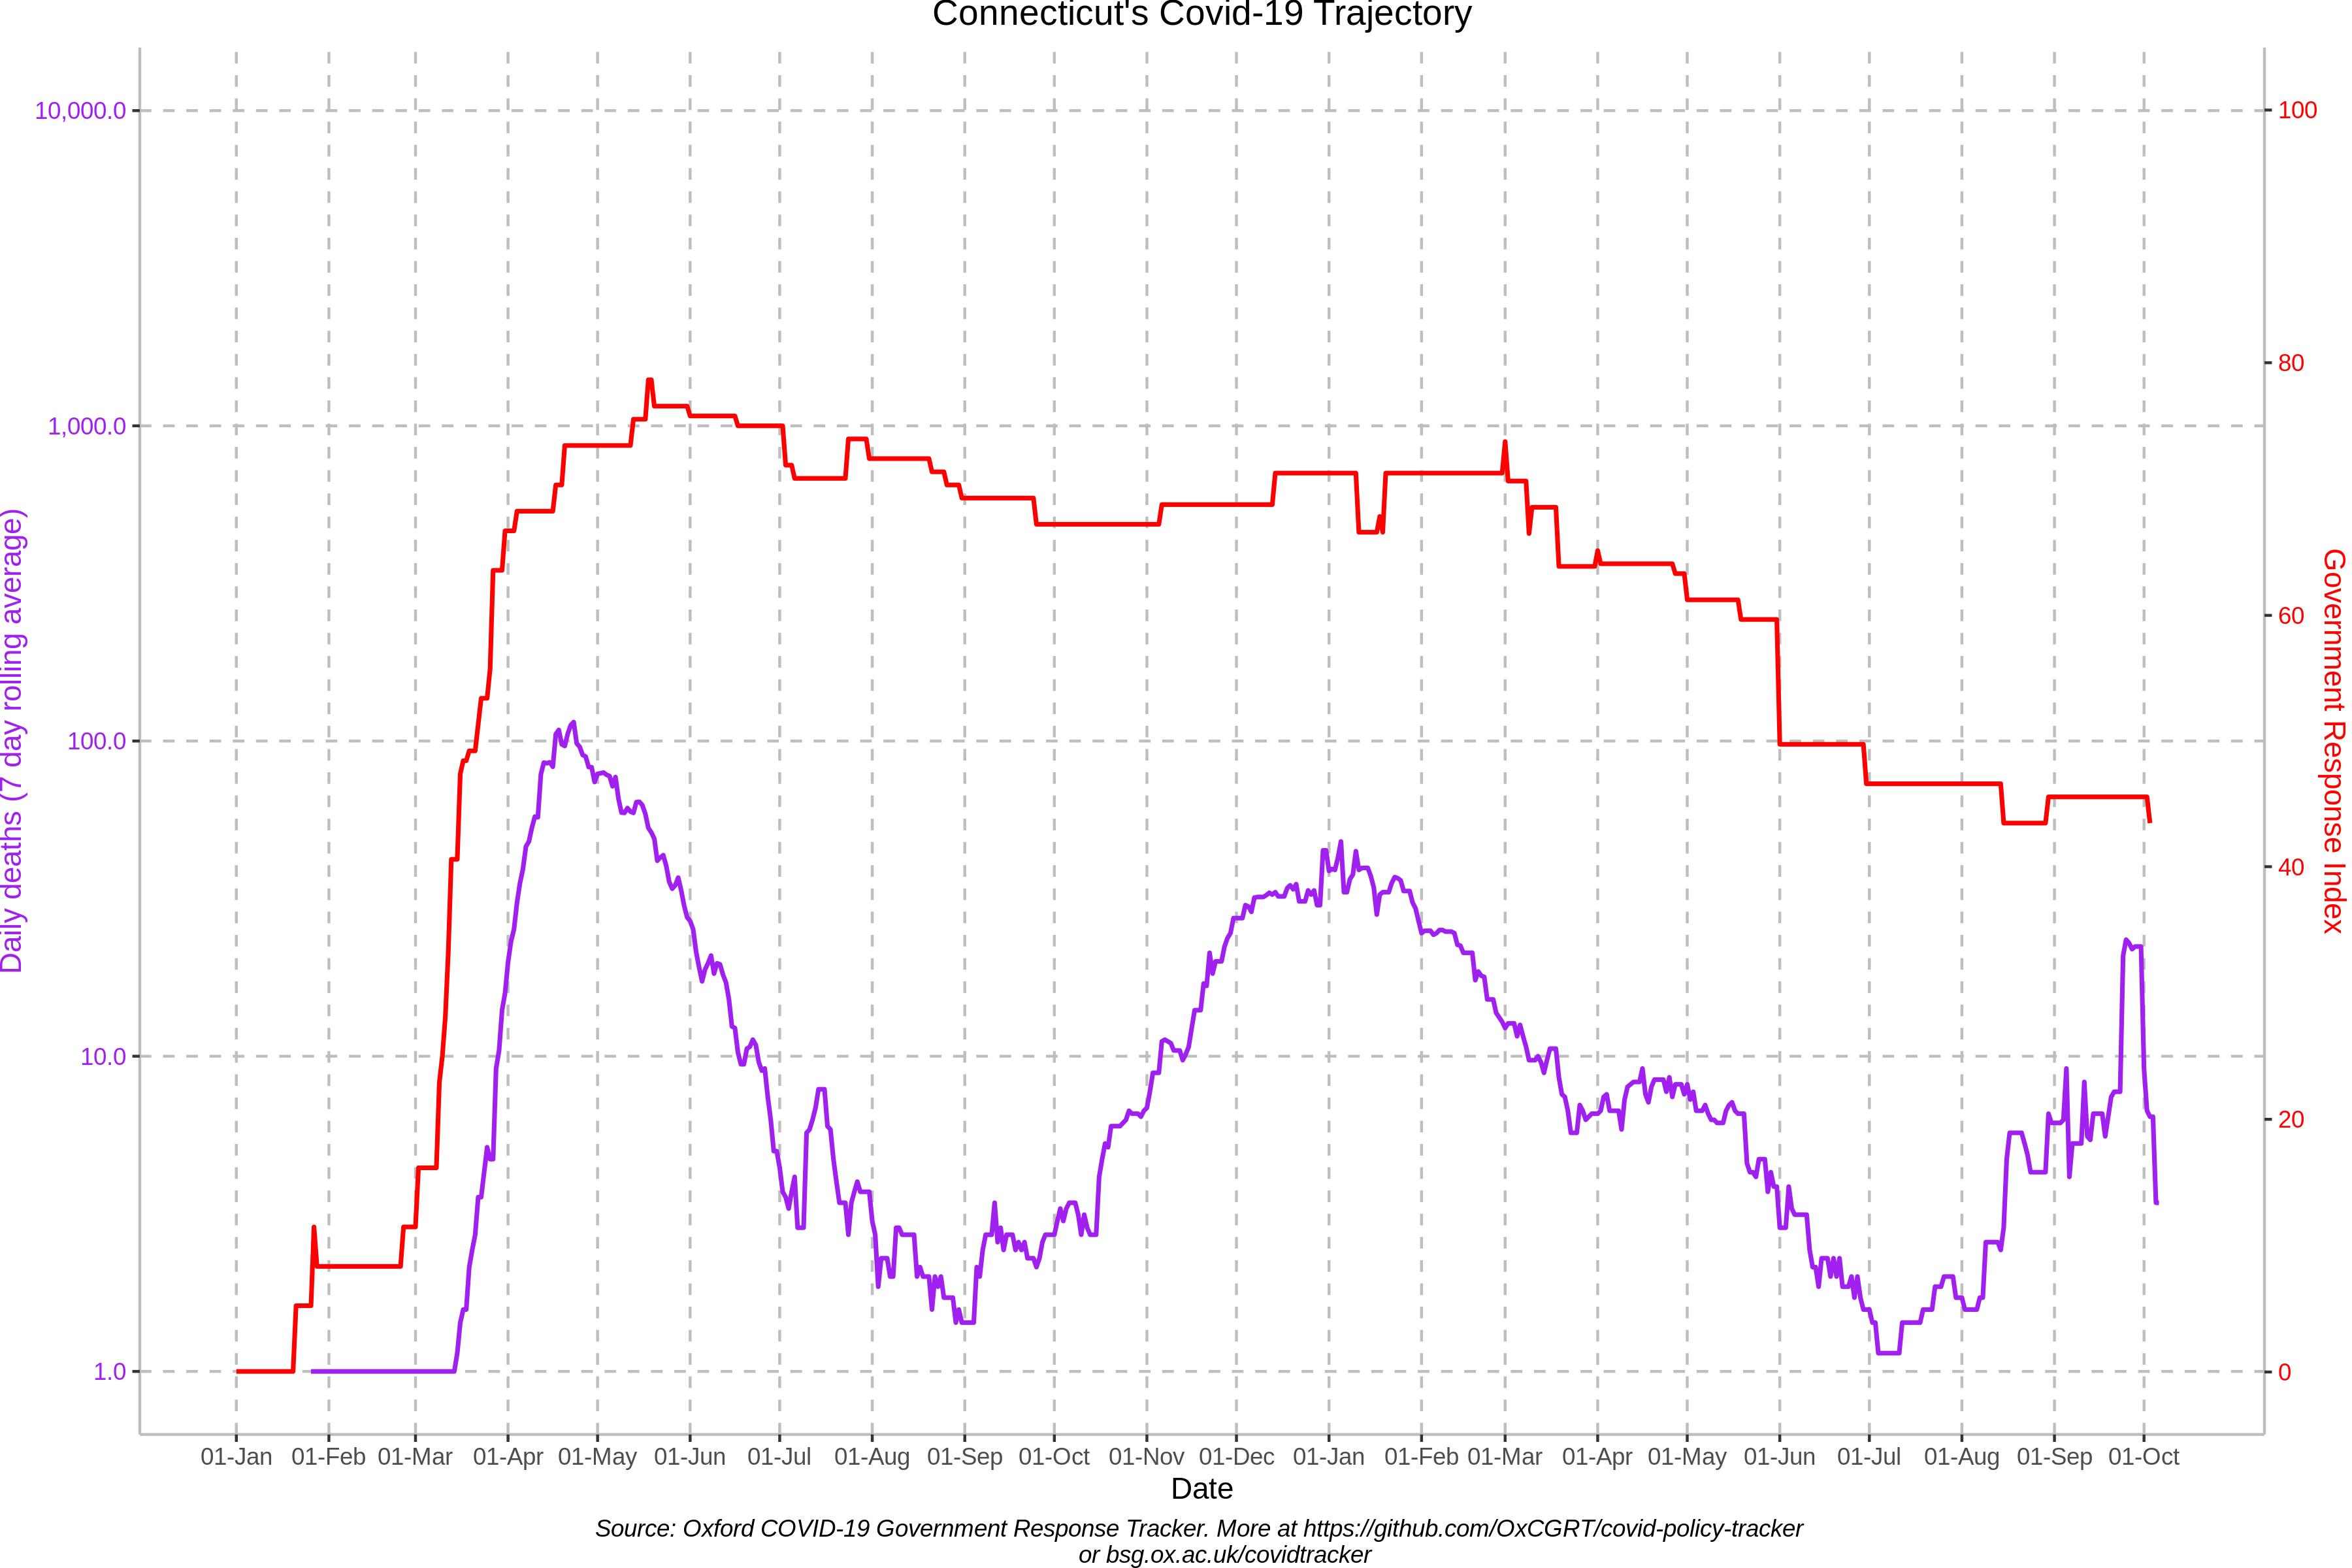 Connecticut's Covid-19 Trajectory
Daily deaths (7 day rolling average)
10,000.0
1,000.0
100.0
10.0
1.0
Government Response Index
100
80
60
40
20
0
01-Jan 01-Feb 01-Mar 01-Apr 01-May 01-Jun 01-Jul 01-Aug 01-Sep 01-Oct 01-Nov 01-Dec 01-Jan 01-Feb 01-Mar 01-Apr 01-May 01-Jun 01-Jul 01-Aug 01-Sep 01-Oct
Date
Source: Oxford COVID-19 Government Response Tracker. More at https://github.com/OxCGRT/covid-policy-tracker
or bsg.ox.ac.uk/covidtracker